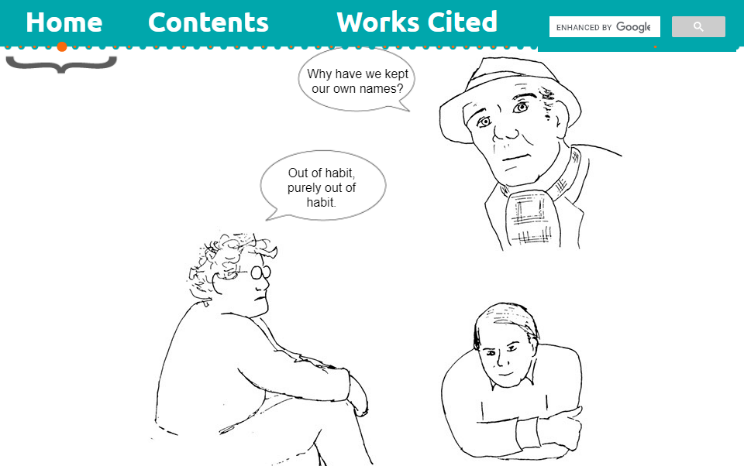 Home Contents Works Cited ENHANCED BY Google
Why have we kept
our own names?
Out of habit,
purely out of
habit.